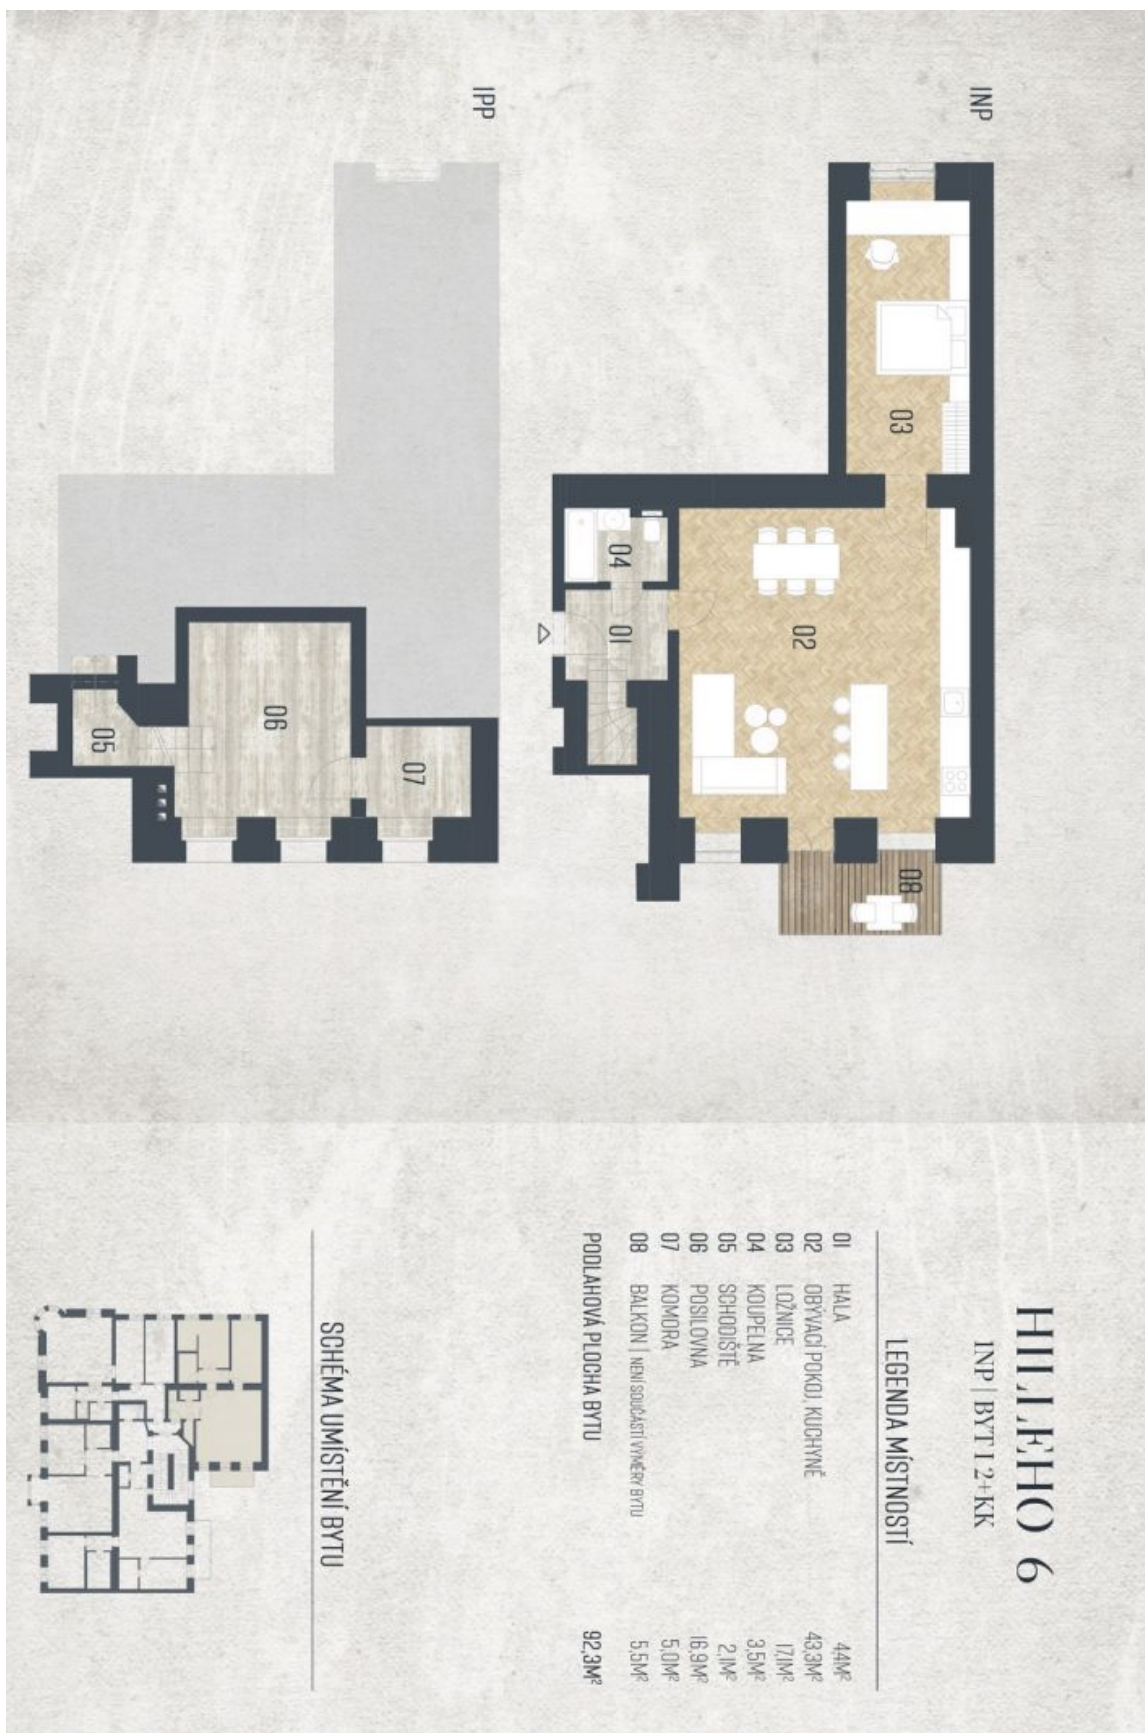 1NP
03
04
01
02
08
1PP
06
07
05
HILLEHO 6
1NP | BYT 1 2+KK
LEGENDA MÍSTNOSTÍ
01 HALA 4,4M²
02 OBÝVACÍ POKOJ, KUCHYNĚ 43,3M²
03 LOŽNICE 17,1M²
04 KOUPELNA 3,5M²
05 SCHODIŠTĚ 2,1M²
06 POSILOVNA 16,9M²
07 KOMORA 5,0M²
08 BALKON | NENÍ SOUČÁSTÍ VÝMĚRY BYTU 5,5M²
PODLAHOVÁ PLOCHA BYTU 92,3M²
SCHÉMA UMÍSTĚNÍ BYTU